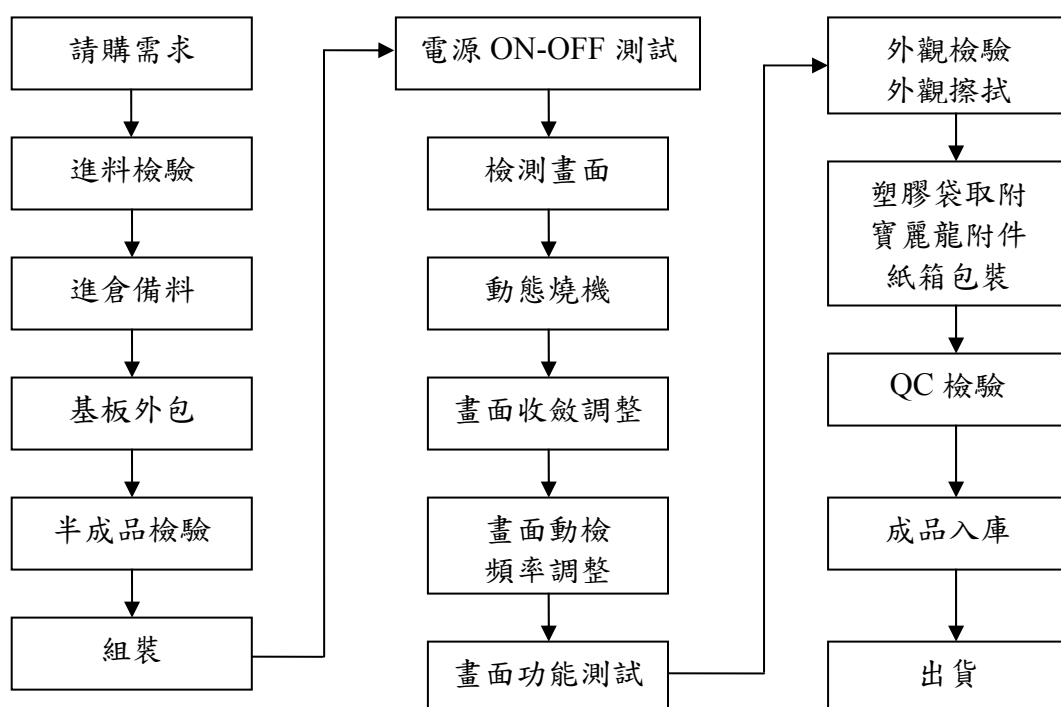 請購需求
進料檢驗
進倉備料
基板外包
半成品檢驗
組裝
電源 ON-OFF 測試
檢測畫面
動態燒機
畫面收斂調整
畫面動檢
頻率調整
畫面功能測試
外觀檢驗
外觀擦拭
塑膠袋取附
寶麗龍附件
紙箱包裝
QC 檢驗
成品入庫
出貨